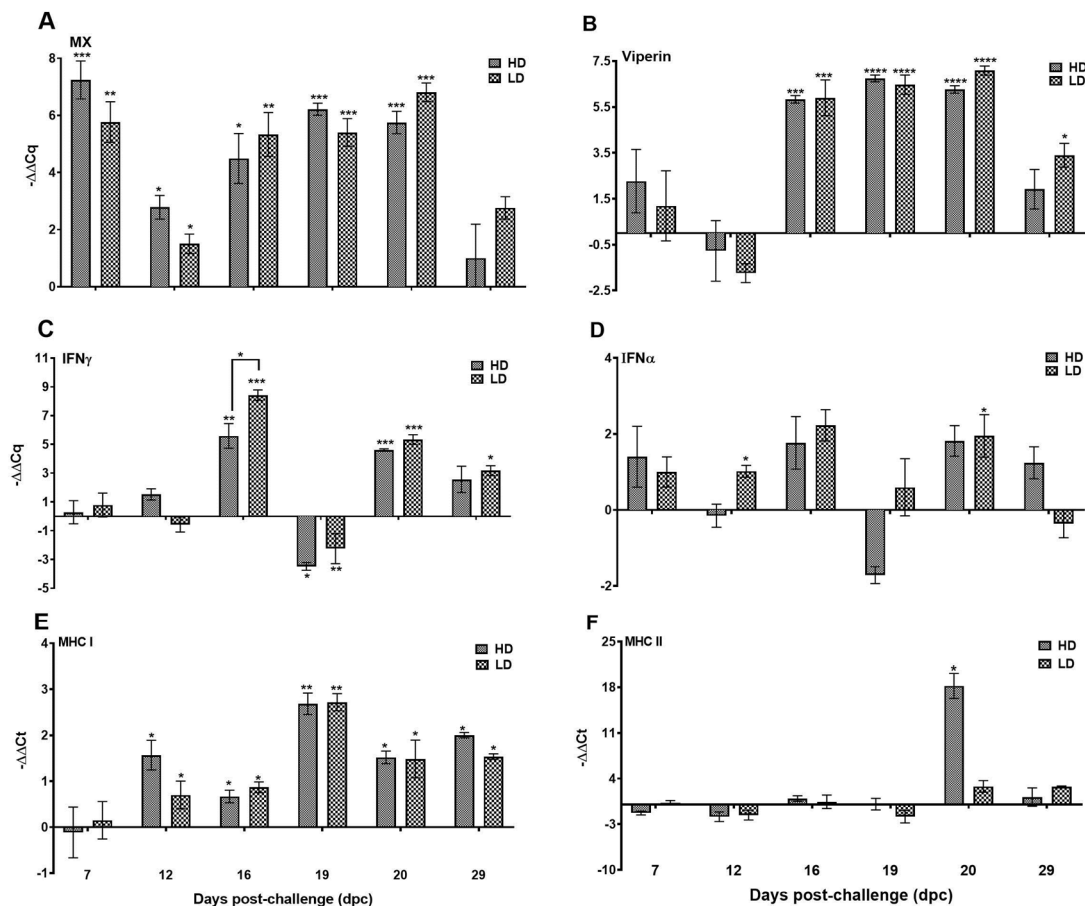 A
MX
HD
LD
***
**
*
*
*
**
***
***
***
***
8
6
4
2
0
-ΔΔCq
B
Viperin
HD
LD
***
***
****
****
****
****
*
7.5
5.5
3.5
1.5
-0.5
-2.5
C
IFNγ
HD
LD
*
**
***
*
**
***
***
*
11
9
7
5
3
1
-1
-3
-5
-ΔΔCq
D
IFNα
HD
LD
*
*
4
2
0
-2
E
MHC I
HD
LD
*
*
*
*
**
**
*
*
*
*
4
3
2
1
0
-1
-ΔΔCt
7 12 16 19 20 29
Days post-challenge (dpc)
F
MHC II
HD
LD
*
25
18
11
4
-3
-10
-ΔΔCt
7 12 16 19 20 29
Days post-challenge (dpc)